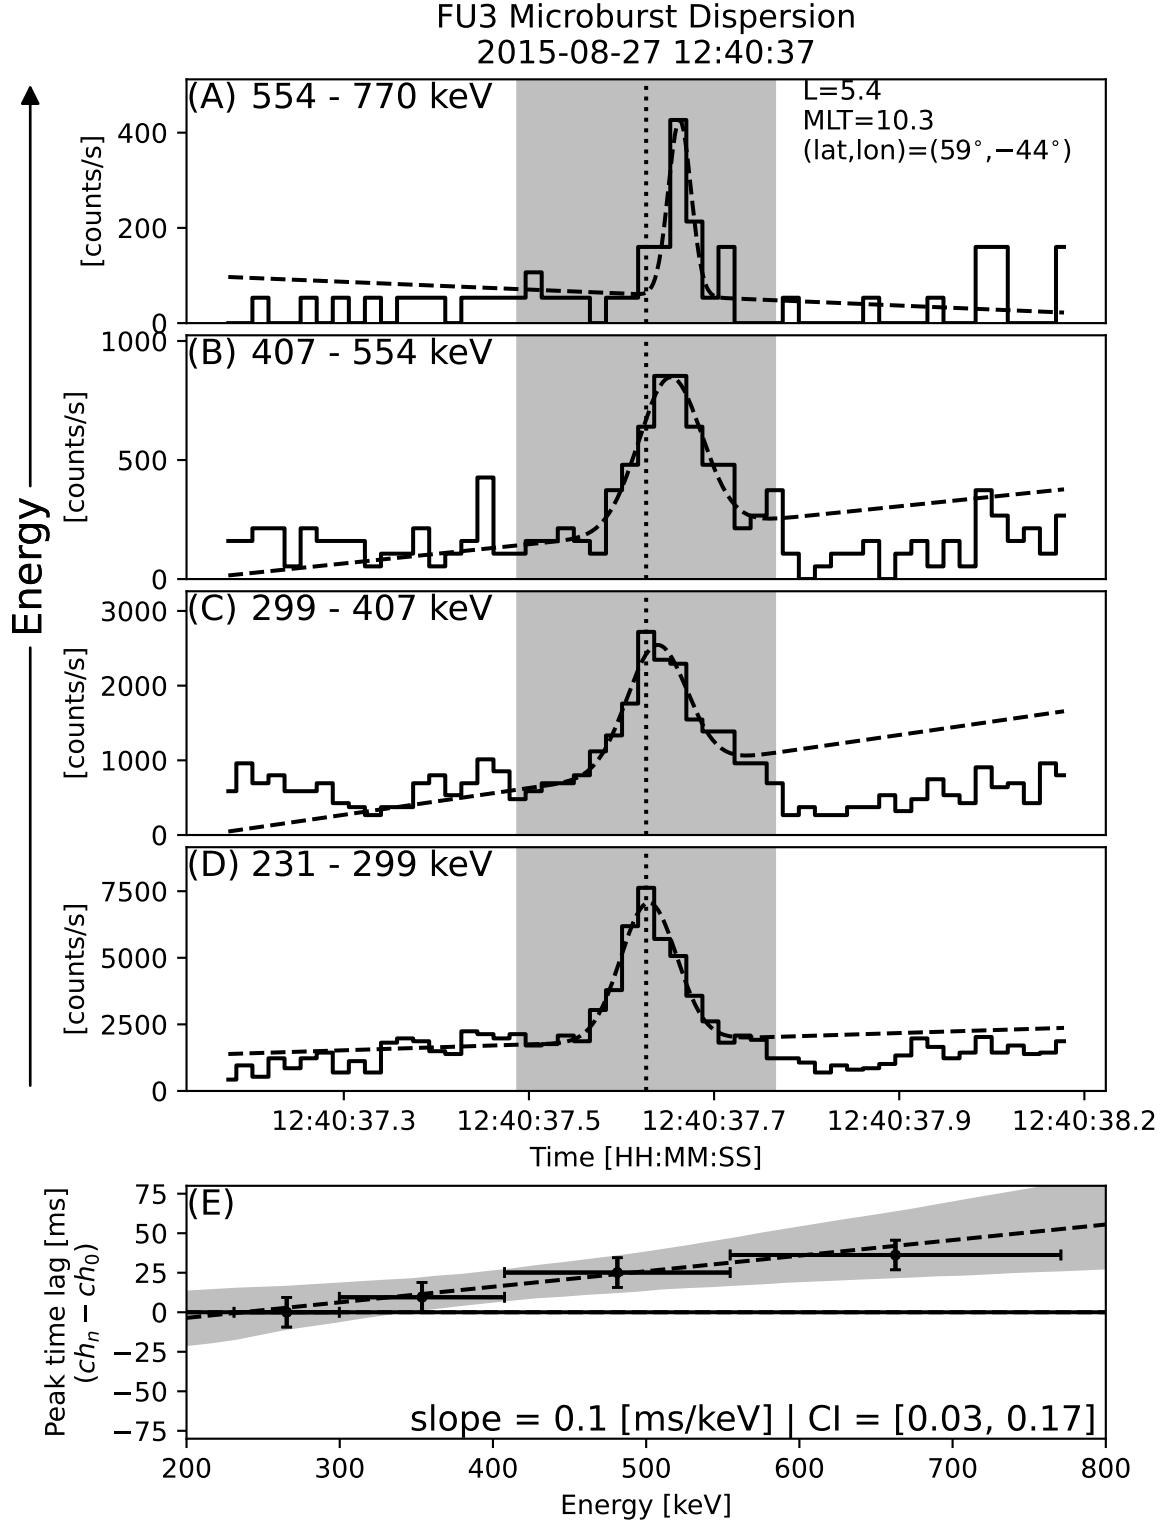 FU3 Microburst Dispersion
2015-08-27 12:40:37
Energy
(A) 554 - 770 keV
L=5.4
MLT=10.3
(lat,lon)=(59°,−44°)
[counts/s]
400
200
0
(B) 407 - 554 keV
[counts/s]
1000
500
0
(C) 299 - 407 keV
[counts/s]
3000
2000
1000
0
(D) 231 - 299 keV
[counts/s]
7500
5000
2500
0
12:40:37.3 12:40:37.5 12:40:37.7 12:40:37.9 12:40:38.2
Time [HH:MM:SS]
(E)
Peak time lag [ms]
(chn − ch0)
75
50
25
0
−25
−50
−75
slope = 0.1 [ms/keV] | CI = [0.03, 0.17]
200 300 400 500 600 700 800
Energy [keV]